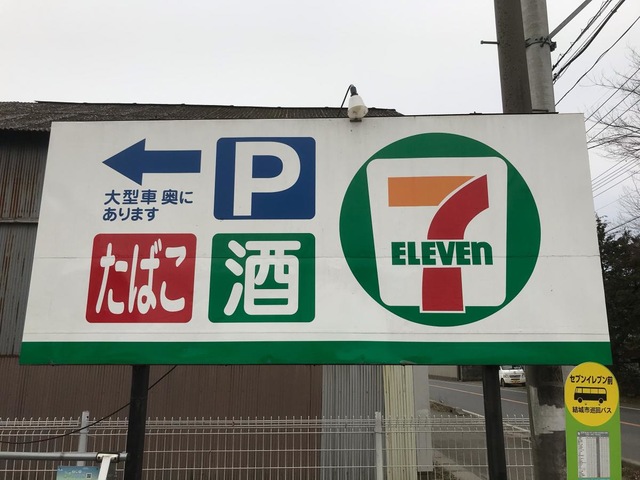 P
大型車 奥に
あります
たばこ
酒
7
ELEVEn
セブンイレブン前
結城市巡回バス